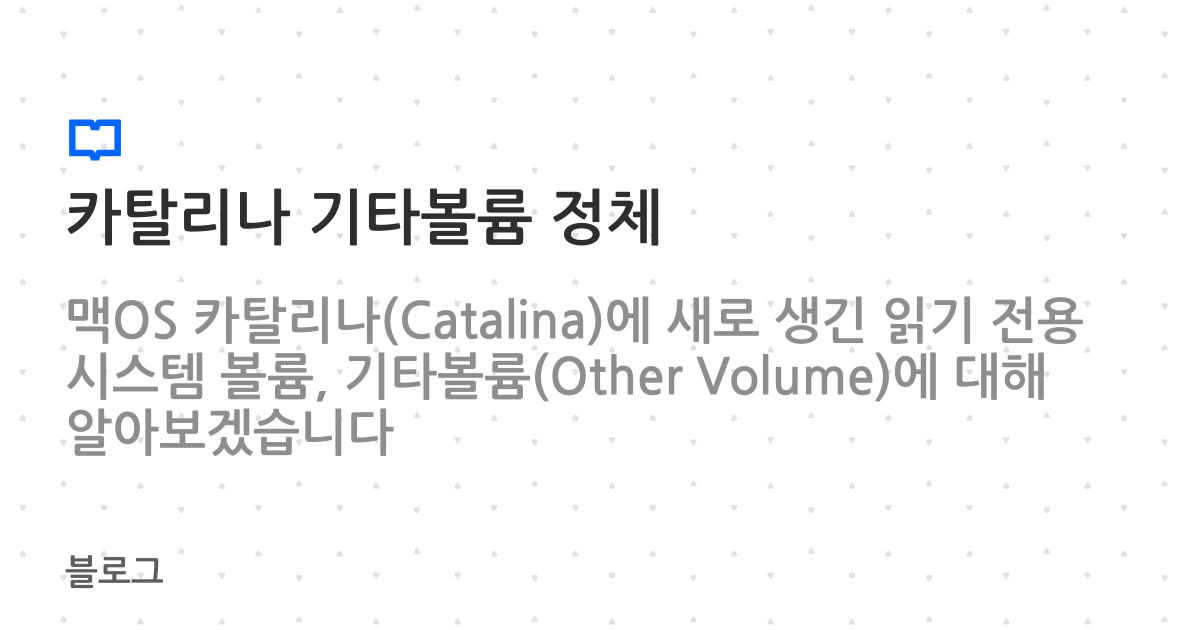 카탈리나 기타볼륨 정체
맥OS 카탈리나(Catalina)에 새로 생긴 읽기 전용
시스템 볼륨, 기타볼륨(Other Volume)에 대해
알아보겠습니다
블로그